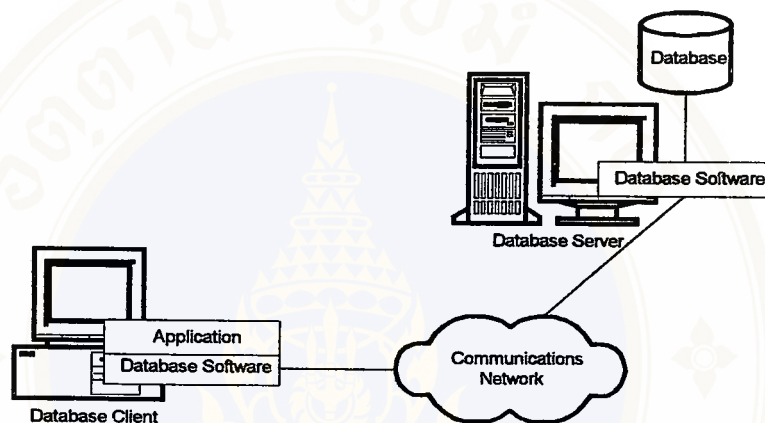 Database
Database Software
Database Server
Application
Database Software
Database Client
Communications
Network